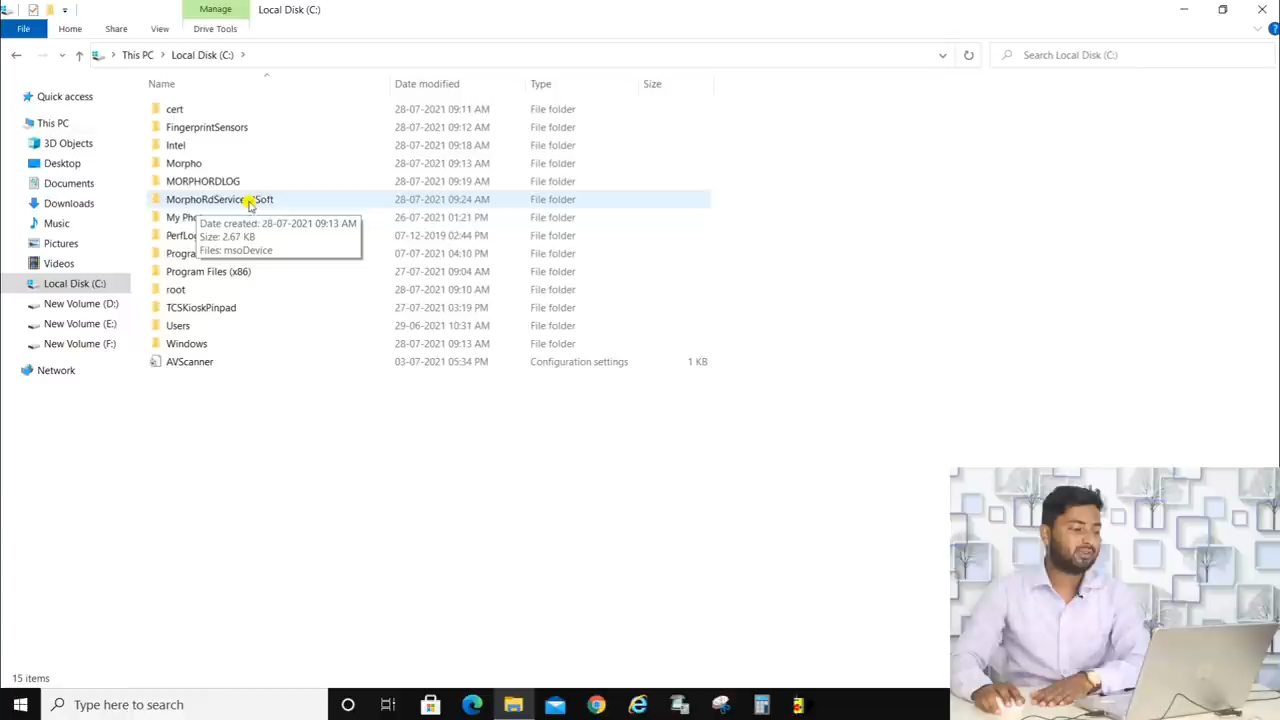 Manage
Local Disk (C:)
File
Home
Share
View
Drive Tools
This PC
Local Disk (C:)
Search Local Disk (C:)
Name
Date modified
Type
Size
Quick access
This PC
3D Objects
Desktop
Documents
Downloads
Music
Pictures
Videos
Local Disk (C:)
New Volume (D:)
New Volume (E:)
New Volume (F:)
Network
cert 28-07-2021 09:11 AM File folder
FingerprintSensors 28-07-2021 09:12 AM File folder
Intel 28-07-2021 09:18 AM File folder
Morpho 28-07-2021 09:13 AM File folder
MORPHORDLOG 28-07-2021 09:19 AM File folder
MorphoRdService Soft 28-07-2021 09:24 AM File folder
My Pho 26-07-2021 01:21 PM File folder
PerfLo 07-12-2019 02:44 PM File folder
Progra 07-07-2021 04:10 PM File folder
Program Files (x86) 27-07-2021 09:04 AM File folder
root 28-07-2021 09:10 AM File folder
TCSKioskPinpad 27-07-2021 03:19 PM File folder
Users 29-06-2021 10:31 AM File folder
Windows 28-07-2021 09:13 AM File folder
AVScanner 03-07-2021 05:34 PM Configuration settings 1 KB
Date created: 28-07-2021 09:13 AM
Size: 2.67 KB
Files: msoDevice
15 items
Type here to search